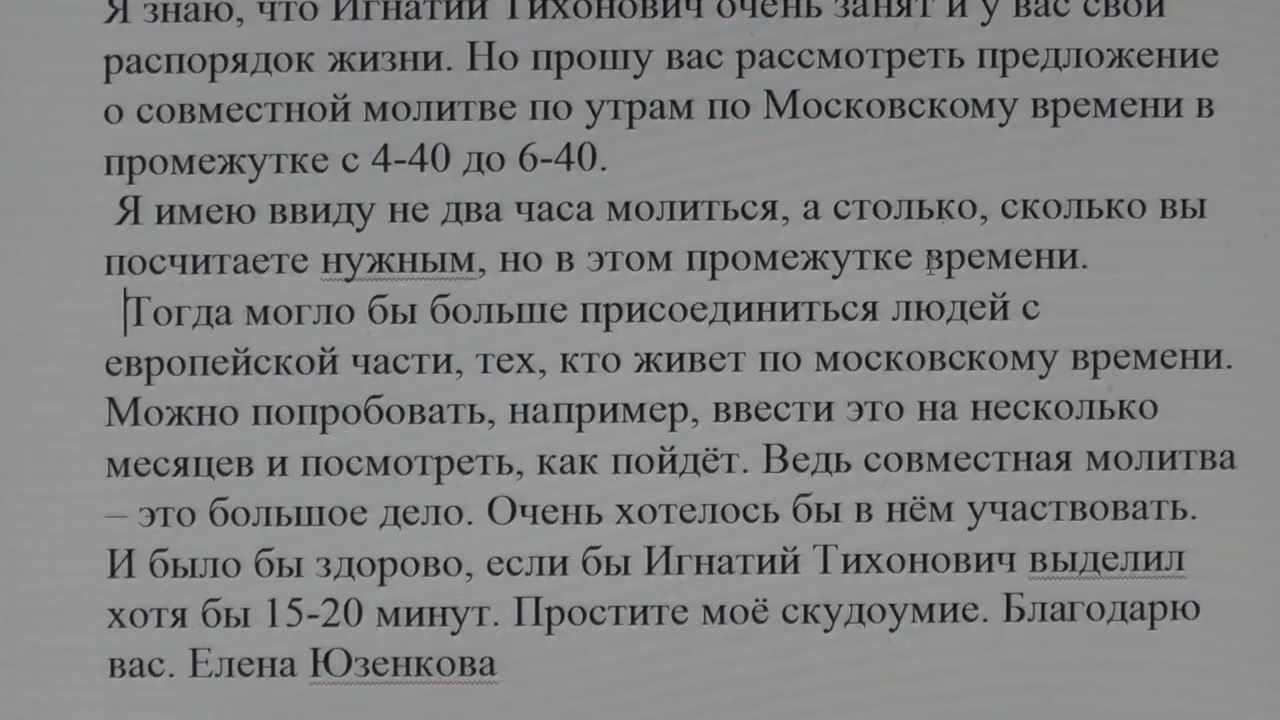 Я знаю, что Игнатий Тихонович очень занят и у вас свой
распорядок жизни. Но прошу вас рассмотреть предложение
о совместной молитве по утрам по Московскому времени в
промежутке с 4-40 до 6-40.
Я имею ввиду не два часа молиться, а столько, сколько вы
посчитаете нужным, но в этом промежутке времени.
Тогда могло бы больше присоединиться людей с
европейской части, тех, кто живет по московскому времени.
Можно попробовать, например, ввести это на несколько
месяцев и посмотреть, как пойдёт. Ведь совместная молитва
– это большое дело. Очень хотелось бы в нём участвовать.
И было бы здорово, если бы Игнатий Тихонович выделил
хотя бы 15-20 минут. Простите моё скудоумие. Благодарю
вас. Елена Юзенкова